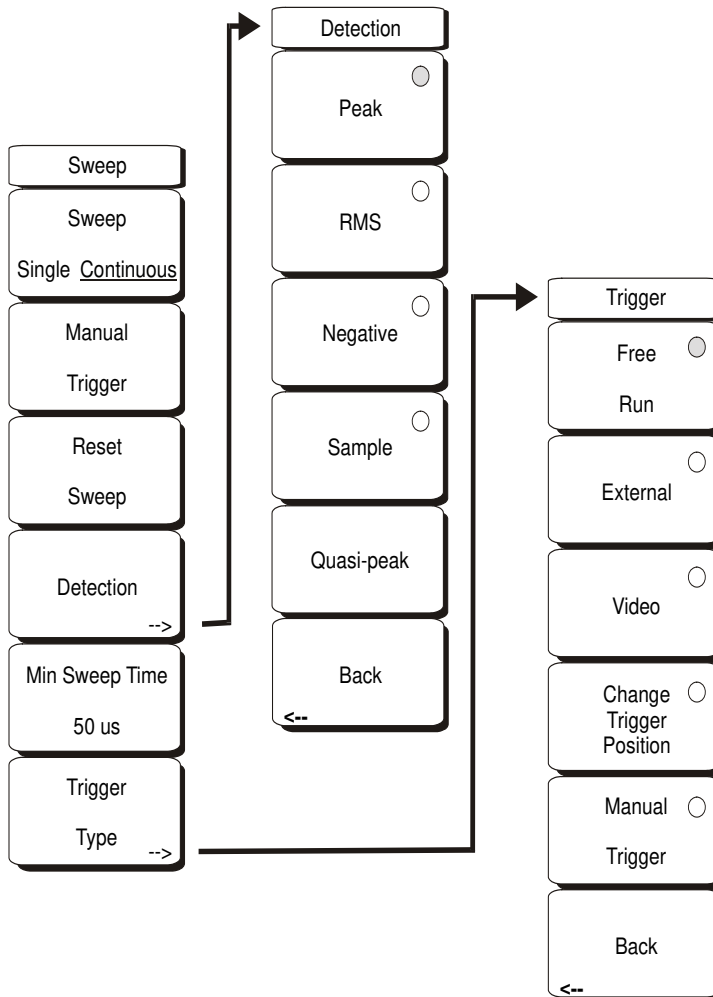 Sweep
Sweep
Single Continuous
Manual
Trigger
Reset
Sweep
Detection
-->
Min Sweep Time
50 us
Trigger
Type
-->
Detection
Peak
RMS
Negative
Sample
Quasi-peak
Back
<--
Trigger
Free
Run
External
Video
Change
Trigger
Position
Manual
Trigger
Back
<--